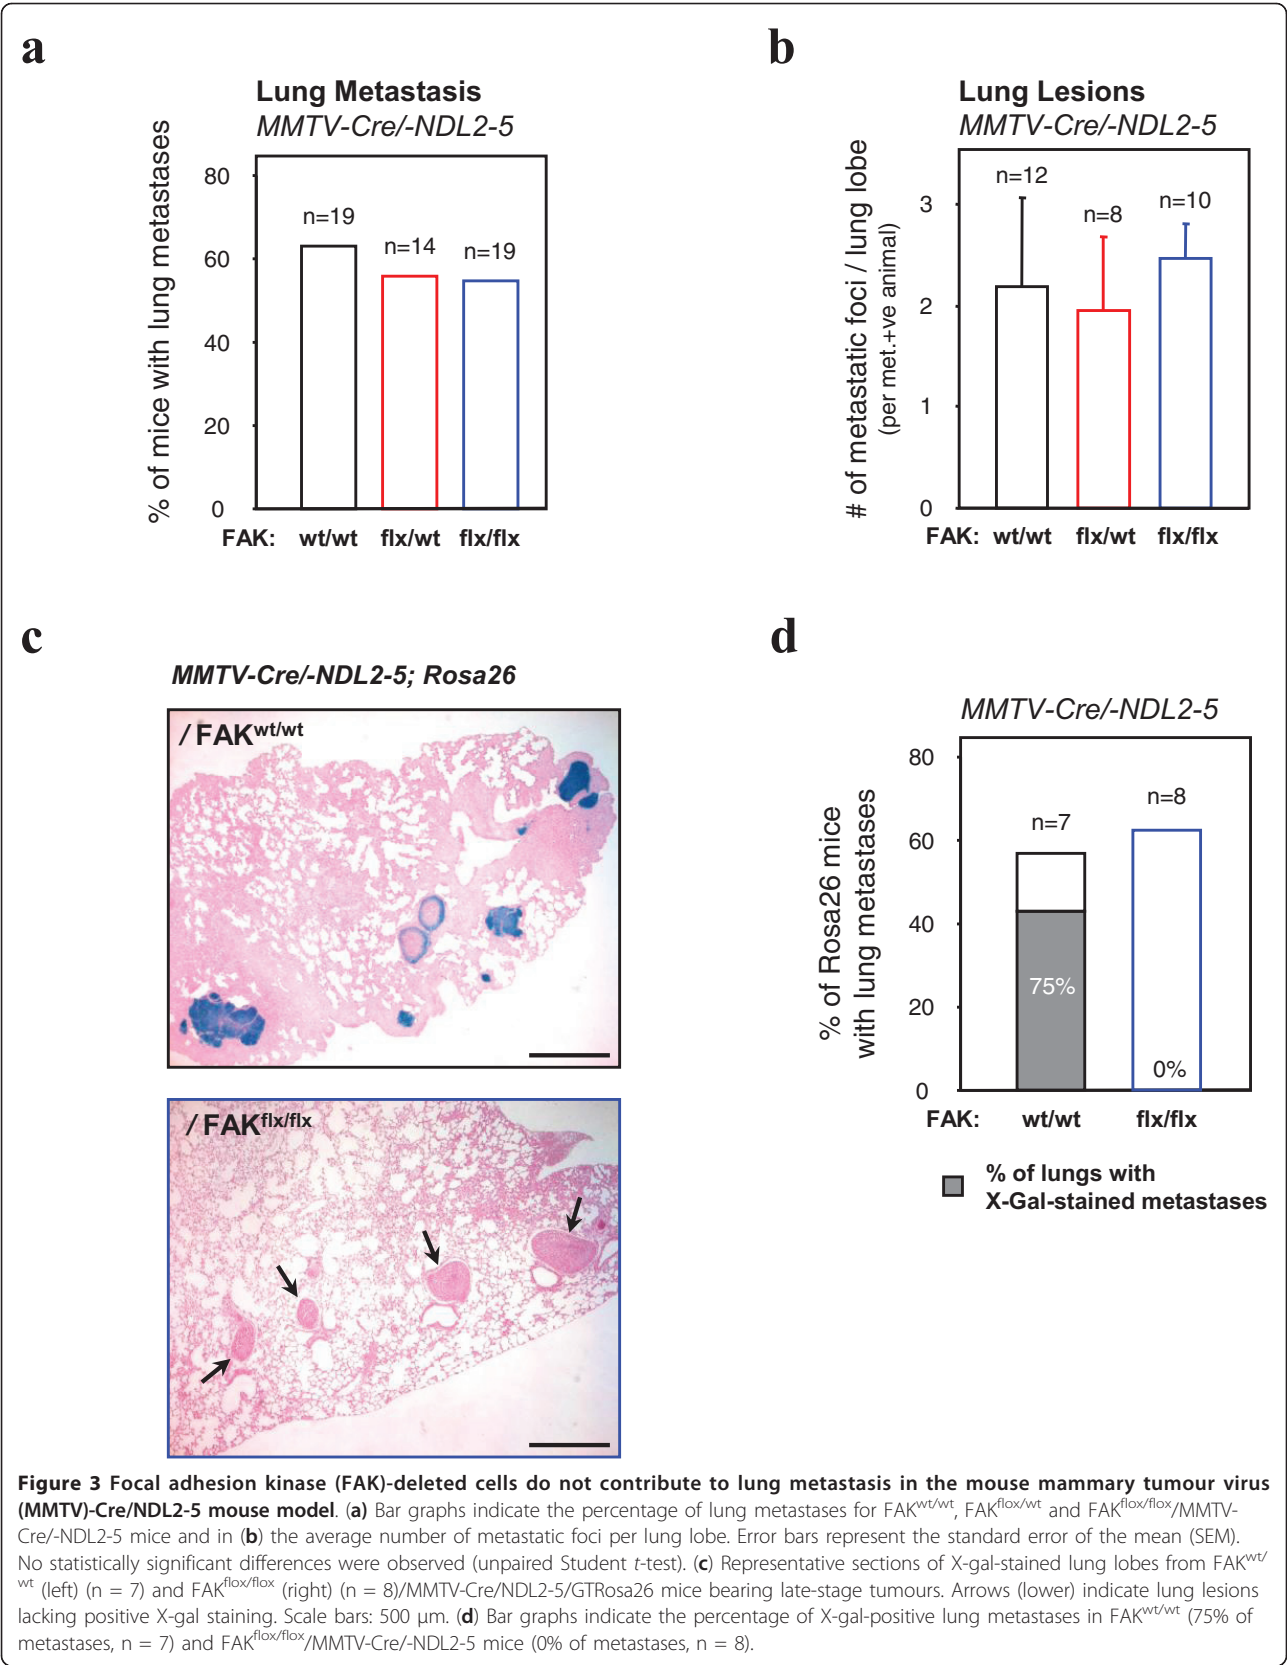 a
Lung Metastasis
MMTV-Cre/-NDL2-5
% of mice with lung metastases
80
60
40
20
0
n=19
n=14
n=19
FAK: wt/wt flx/wt flx/flx
b
Lung Lesions
MMTV-Cre/-NDL2-5
# of metastatic foci / lung lobe
(per met.+ve animal)
3
2
1
0
n=12
n=8
n=10
FAK: wt/wt flx/wt flx/flx
c
MMTV-Cre/-NDL2-5; Rosa26
/ FAKwt/wt
/ FAKflx/flx
d
MMTV-Cre/-NDL2-5
% of Rosa26 mice
with lung metastases
80
60
40
20
0
n=7
n=8
75%
0%
FAK: wt/wt flx/flx
% of lungs with
X-Gal-stained metastases
Figure 3 Focal adhesion kinase (FAK)-deleted cells do not contribute to lung metastasis in the mouse mammary tumour virus
(MMTV)-Cre/NDL2-5 mouse model. (a) Bar graphs indicate the percentage of lung metastases for FAKwt/wt, FAKflox/wt and FAKflox/flox/MMTV-
Cre/-NDL2-5 mice and in (b) the average number of metastatic foci per lung lobe. Error bars represent the standard error of the mean (SEM).
No statistically significant differences were observed (unpaired Student t-test). (c) Representative sections of X-gal-stained lung lobes from FAKwt/
wt (left) (n = 7) and FAKflox/flox (right) (n = 8)/MMTV-Cre/NDL2-5/GTRosa26 mice bearing late-stage tumours. Arrows (lower) indicate lung lesions
lacking positive X-gal staining. Scale bars: 500 μm. (d) Bar graphs indicate the percentage of X-gal-positive lung metastases in FAKwt/wt (75% of
metastases, n = 7) and FAKflox/flox/MMTV-Cre/-NDL2-5 mice (0% of metastases, n = 8).